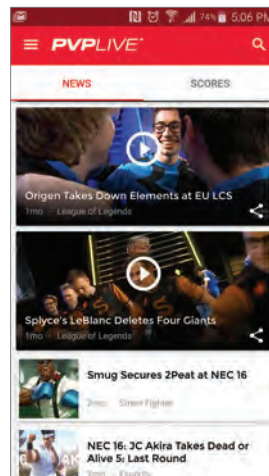 74% 5:06 PM
PVPLIVE
NEWS SCORES
Origen Takes Down Elements at EU LCS
1mo · League of Legends
Splyce's LeBlanc Deletes Four Giants
1mo · League of Legends
Smug Secures 2Peat at NEC 16
2mo · Street Fighter
NEC 16: JC Akira Takes Dead or
Alive 5: Last Round
2mo · Esports